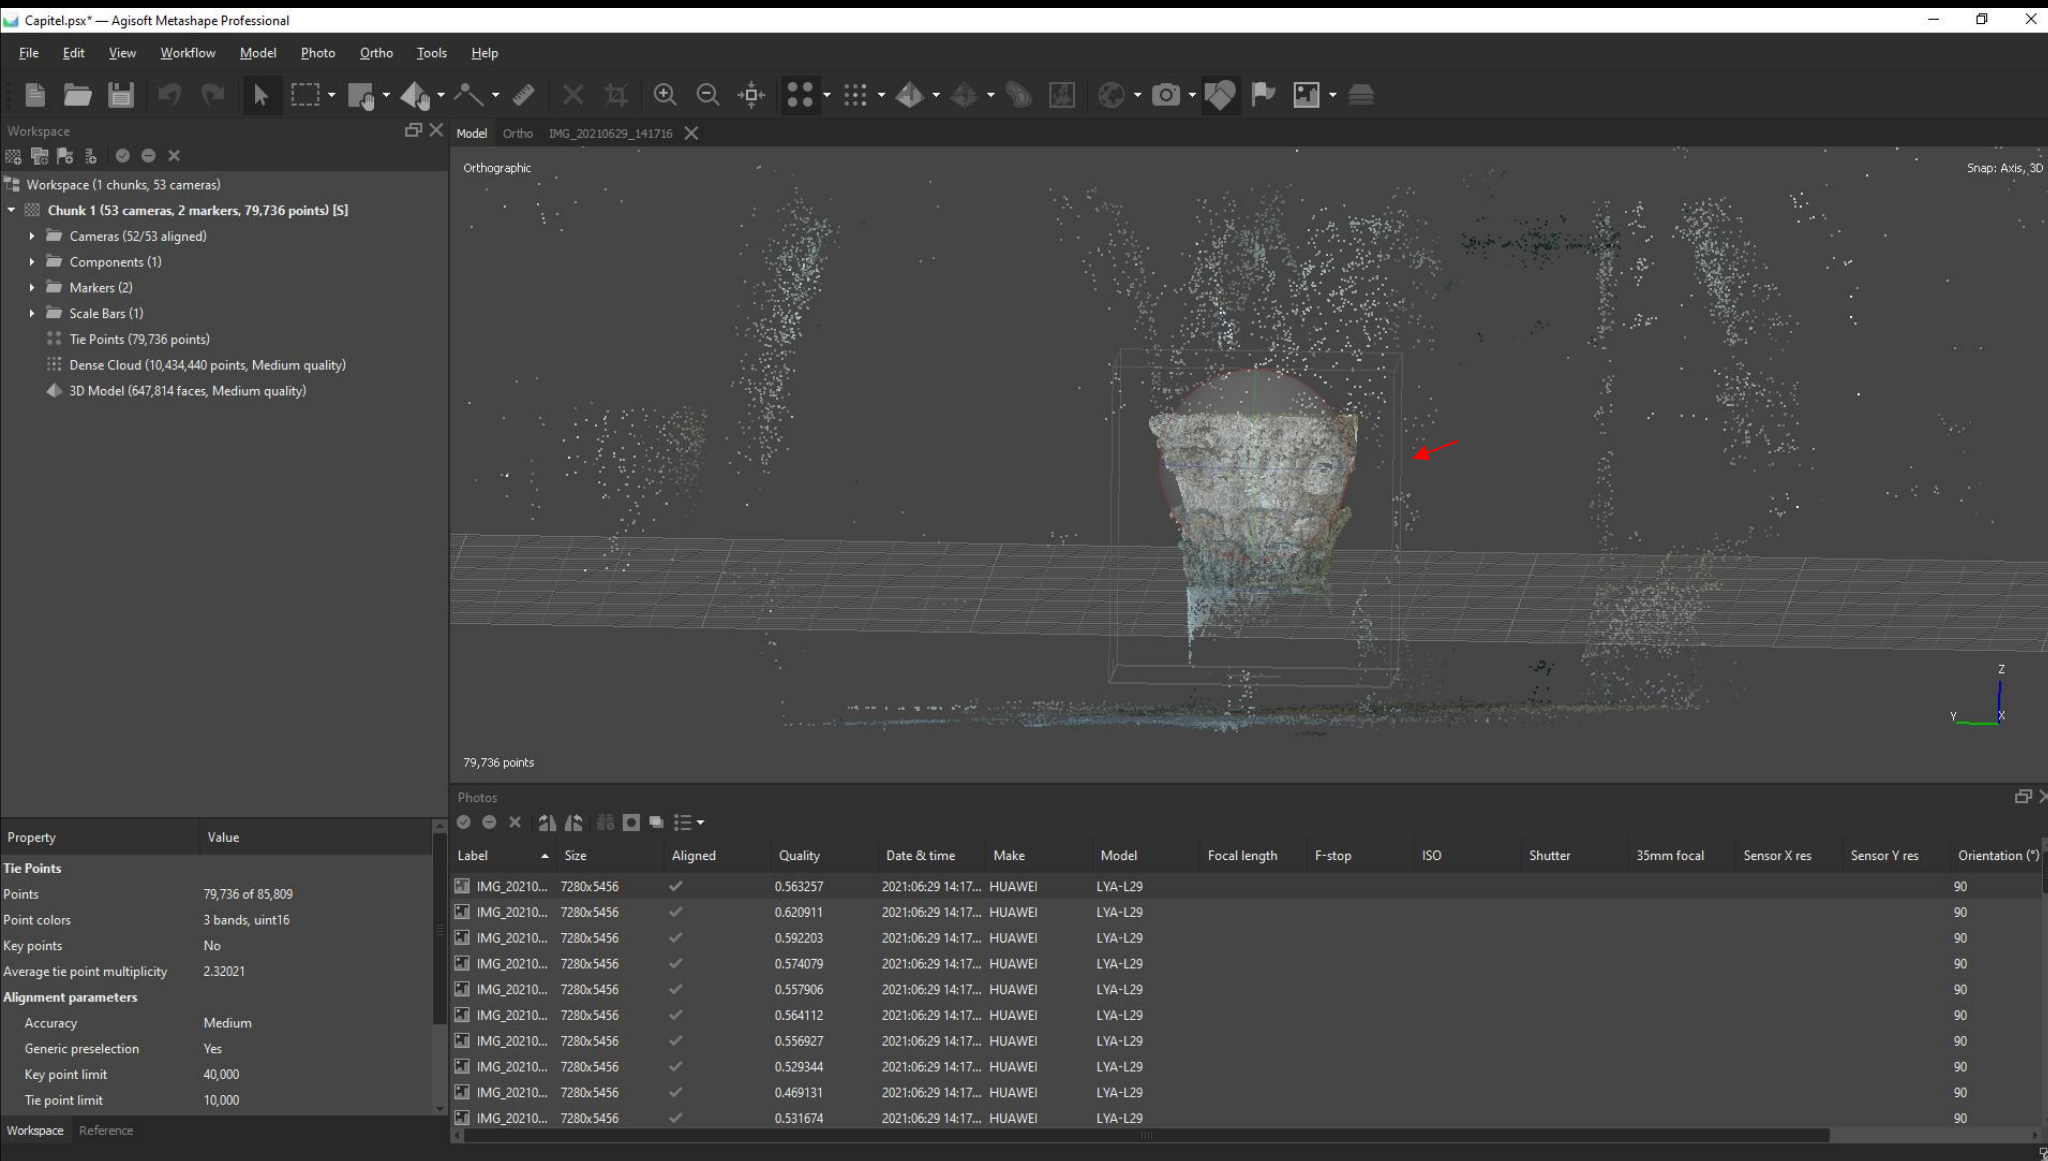 Capitel.psx* — Agisoft Metashape Professional
File Edit View Workflow Model Photo Ortho Tools Help
Workspace
Workspace (1 chunks, 53 cameras)
Chunk 1 (53 cameras, 2 markers, 79,736 points) [S]
Cameras (52/53 aligned)
Components (1)
Markers (2)
Scale Bars (1)
Tie Points (79,736 points)
Dense Cloud (10,434,440 points, Medium quality)
3D Model (647,814 faces, Medium quality)
Property Value
Tie Points
Points 79,736 of 85,809
Point colors 3 bands, uint16
Key points No
Average tie point multiplicity 2.32021
Alignment parameters
Accuracy Medium
Generic preselection Yes
Key point limit 40,000
Tie point limit 10,000
Workspace Reference
Model Ortho IMG_20210629_141716
Orthographic Snap: Axis, 3D
Z
Y X
79,736 points
Photos
Label Size Aligned Quality Date & time Make Model Focal length F-stop ISO Shutter 35mm focal Sensor X res Sensor Y res Orientation (°)
IMG_20210... 7280x5456 0.563257 2021:06:29 14:17... HUAWEI LYA-L29 90
IMG_20210... 7280x5456 0.620911 2021:06:29 14:17... HUAWEI LYA-L29 90
IMG_20210... 7280x5456 0.592203 2021:06:29 14:17... HUAWEI LYA-L29 90
IMG_20210... 7280x5456 0.574079 2021:06:29 14:17... HUAWEI LYA-L29 90
IMG_20210... 7280x5456 0.557906 2021:06:29 14:17... HUAWEI LYA-L29 90
IMG_20210... 7280x5456 0.564112 2021:06:29 14:17... HUAWEI LYA-L29 90
IMG_20210... 7280x5456 0.556927 2021:06:29 14:17... HUAWEI LYA-L29 90
IMG_20210... 7280x5456 0.529344 2021:06:29 14:17... HUAWEI LYA-L29 90
IMG_20210... 7280x5456 0.469131 2021:06:29 14:17... HUAWEI LYA-L29 90
IMG_20210... 7280x5456 0.531674 2021:06:29 14:17... HUAWEI LYA-L29 90